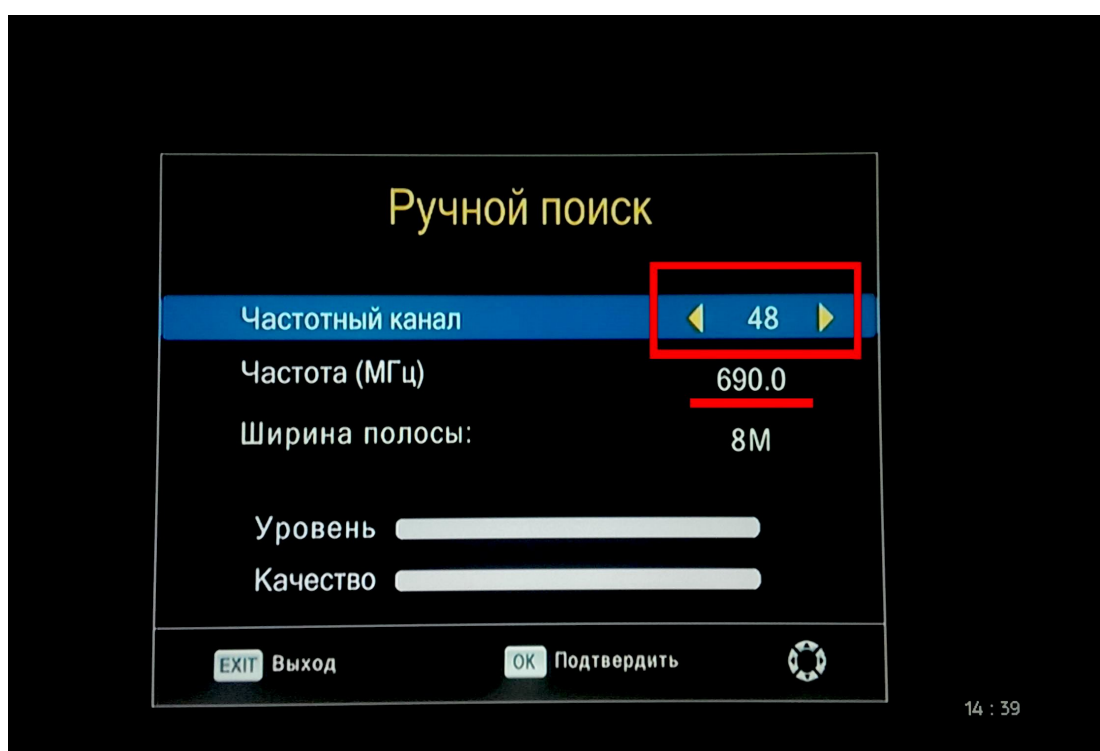 Ручной поиск
Частотный канал 48
Частота (МГц) 690.0
Ширина полосы: 8M
Уровень
Качество
EXIT Выход OK Подтвердить
14 : 39